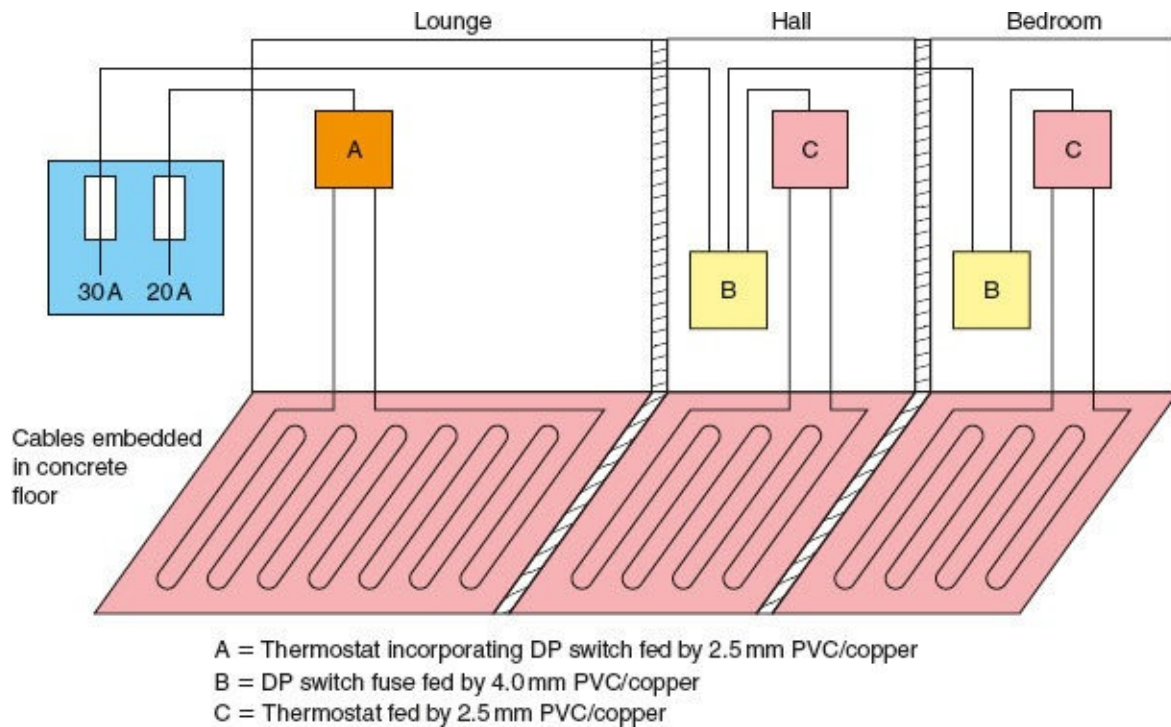 Lounge
Hall
Bedroom
A
C
C
B
B
30 A 20 A
Cables embedded
in concrete
floor
A = Thermostat incorporating DP switch fed by 2.5 mm PVC/copper
B = DP switch fuse fed by 4.0 mm PVC/copper
C = Thermostat fed by 2.5 mm PVC/copper